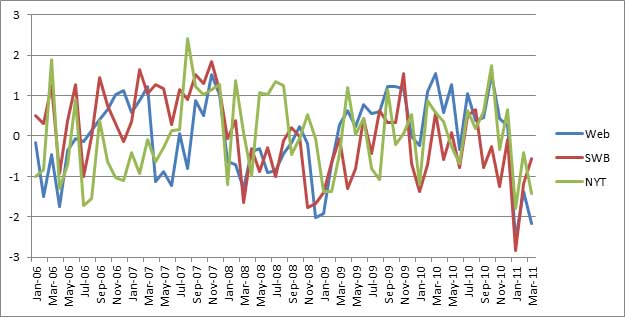 3
2
1
0
-1
-2
-3
Jan-06
Mar-06
May-06
Jul-06
Sep-06
Nov-06
Jan-07
Mar-07
May-07
Jul-07
Sep-07
Nov-07
Jan-08
Mar-08
May-08
Jul-08
Sep-08
Nov-08
Jan-09
Mar-09
May-09
Jul-09
Sep-09
Nov-09
Jan-10
Mar-10
May-10
Jul-10
Sep-10
Nov-10
Jan-11
Mar-11
Web
SWB
NYT